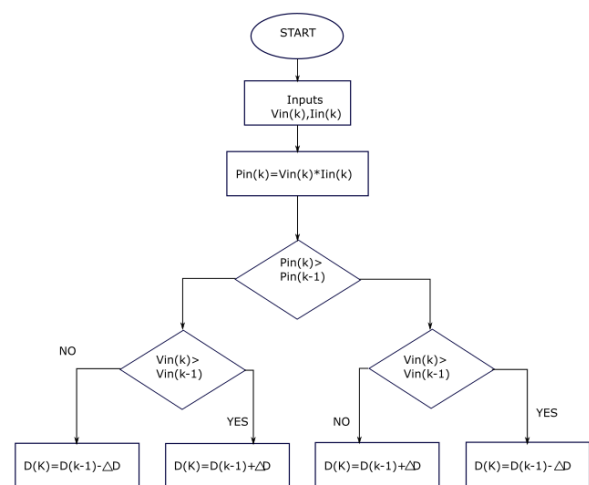 START
Inputs
Vin(k),Iin(k)
Pin(k)=Vin(k)*Iin(k)
Pin(k)>
Pin(k-1)
Vin(k)>
Vin(k-1)
Vin(k)>
Vin(k-1)
NO
YES
NO
YES
D(K)=D(k-1)-△D
D(K)=D(k-1)+△D
D(K)=D(k-1)+△D
D(K)=D(k-1)-△D